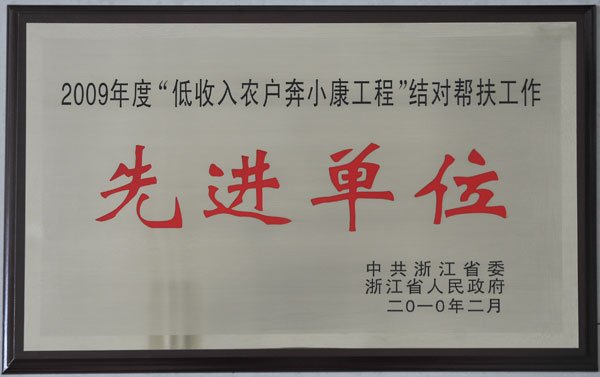 2009年度“低收入农户奔小康工程”结对帮扶工作
先进单位
中共浙江省委
浙江省人民政府
二〇一〇年二月